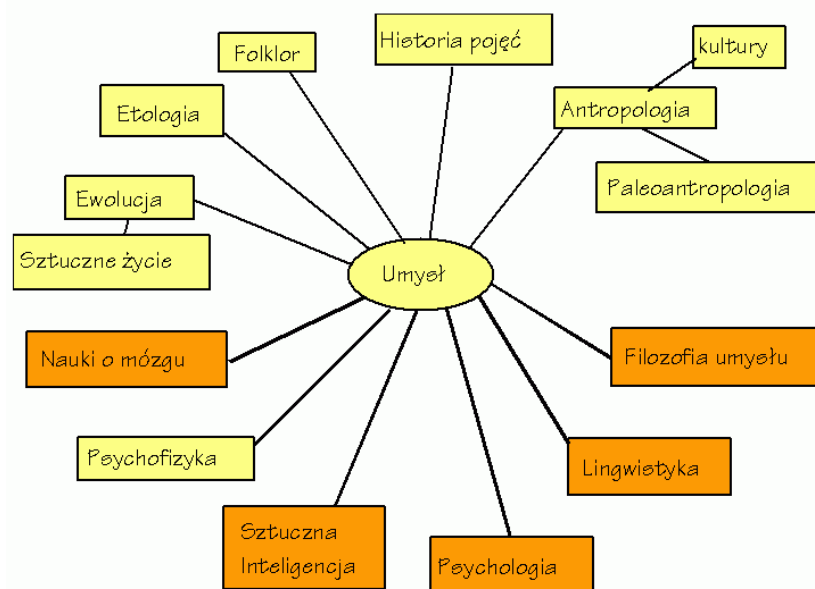 Historia pojęć
kultury
Folklor
Antropologia
Etologia
Paleoantropologia
Ewolucja
Sztuczne życie
Umysł
Nauki o mózgu
Filozofia umysłu
Psychofizyka
Lingwistyka
Sztuczna
Inteligencja
Psychologia